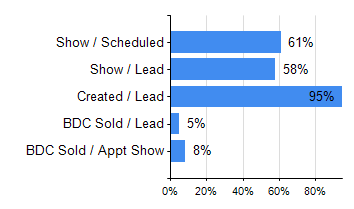 Show / Scheduled 61%
Show / Lead 58%
Created / Lead 95%
BDC Sold / Lead 5%
BDC Sold / Appt Show 8%
0% 20% 40% 60% 80%